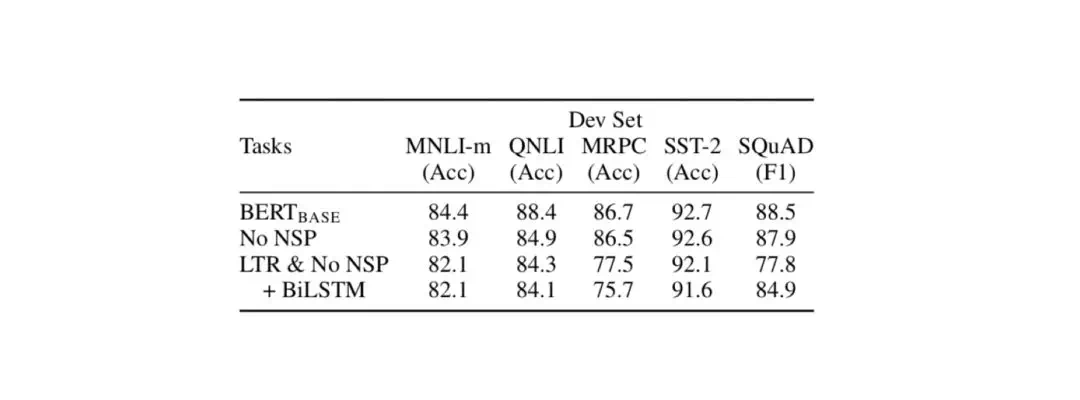 Dev Set
Tasks MNLI-m QNLI MRPC SST-2 SQuAD
(Acc) (Acc) (Acc) (Acc) (F1)
BERTBASE 84.4 88.4 86.7 92.7 88.5
No NSP 83.9 84.9 86.5 92.6 87.9
LTR & No NSP 82.1 84.3 77.5 92.1 77.8
+ BiLSTM 82.1 84.1 75.7 91.6 84.9